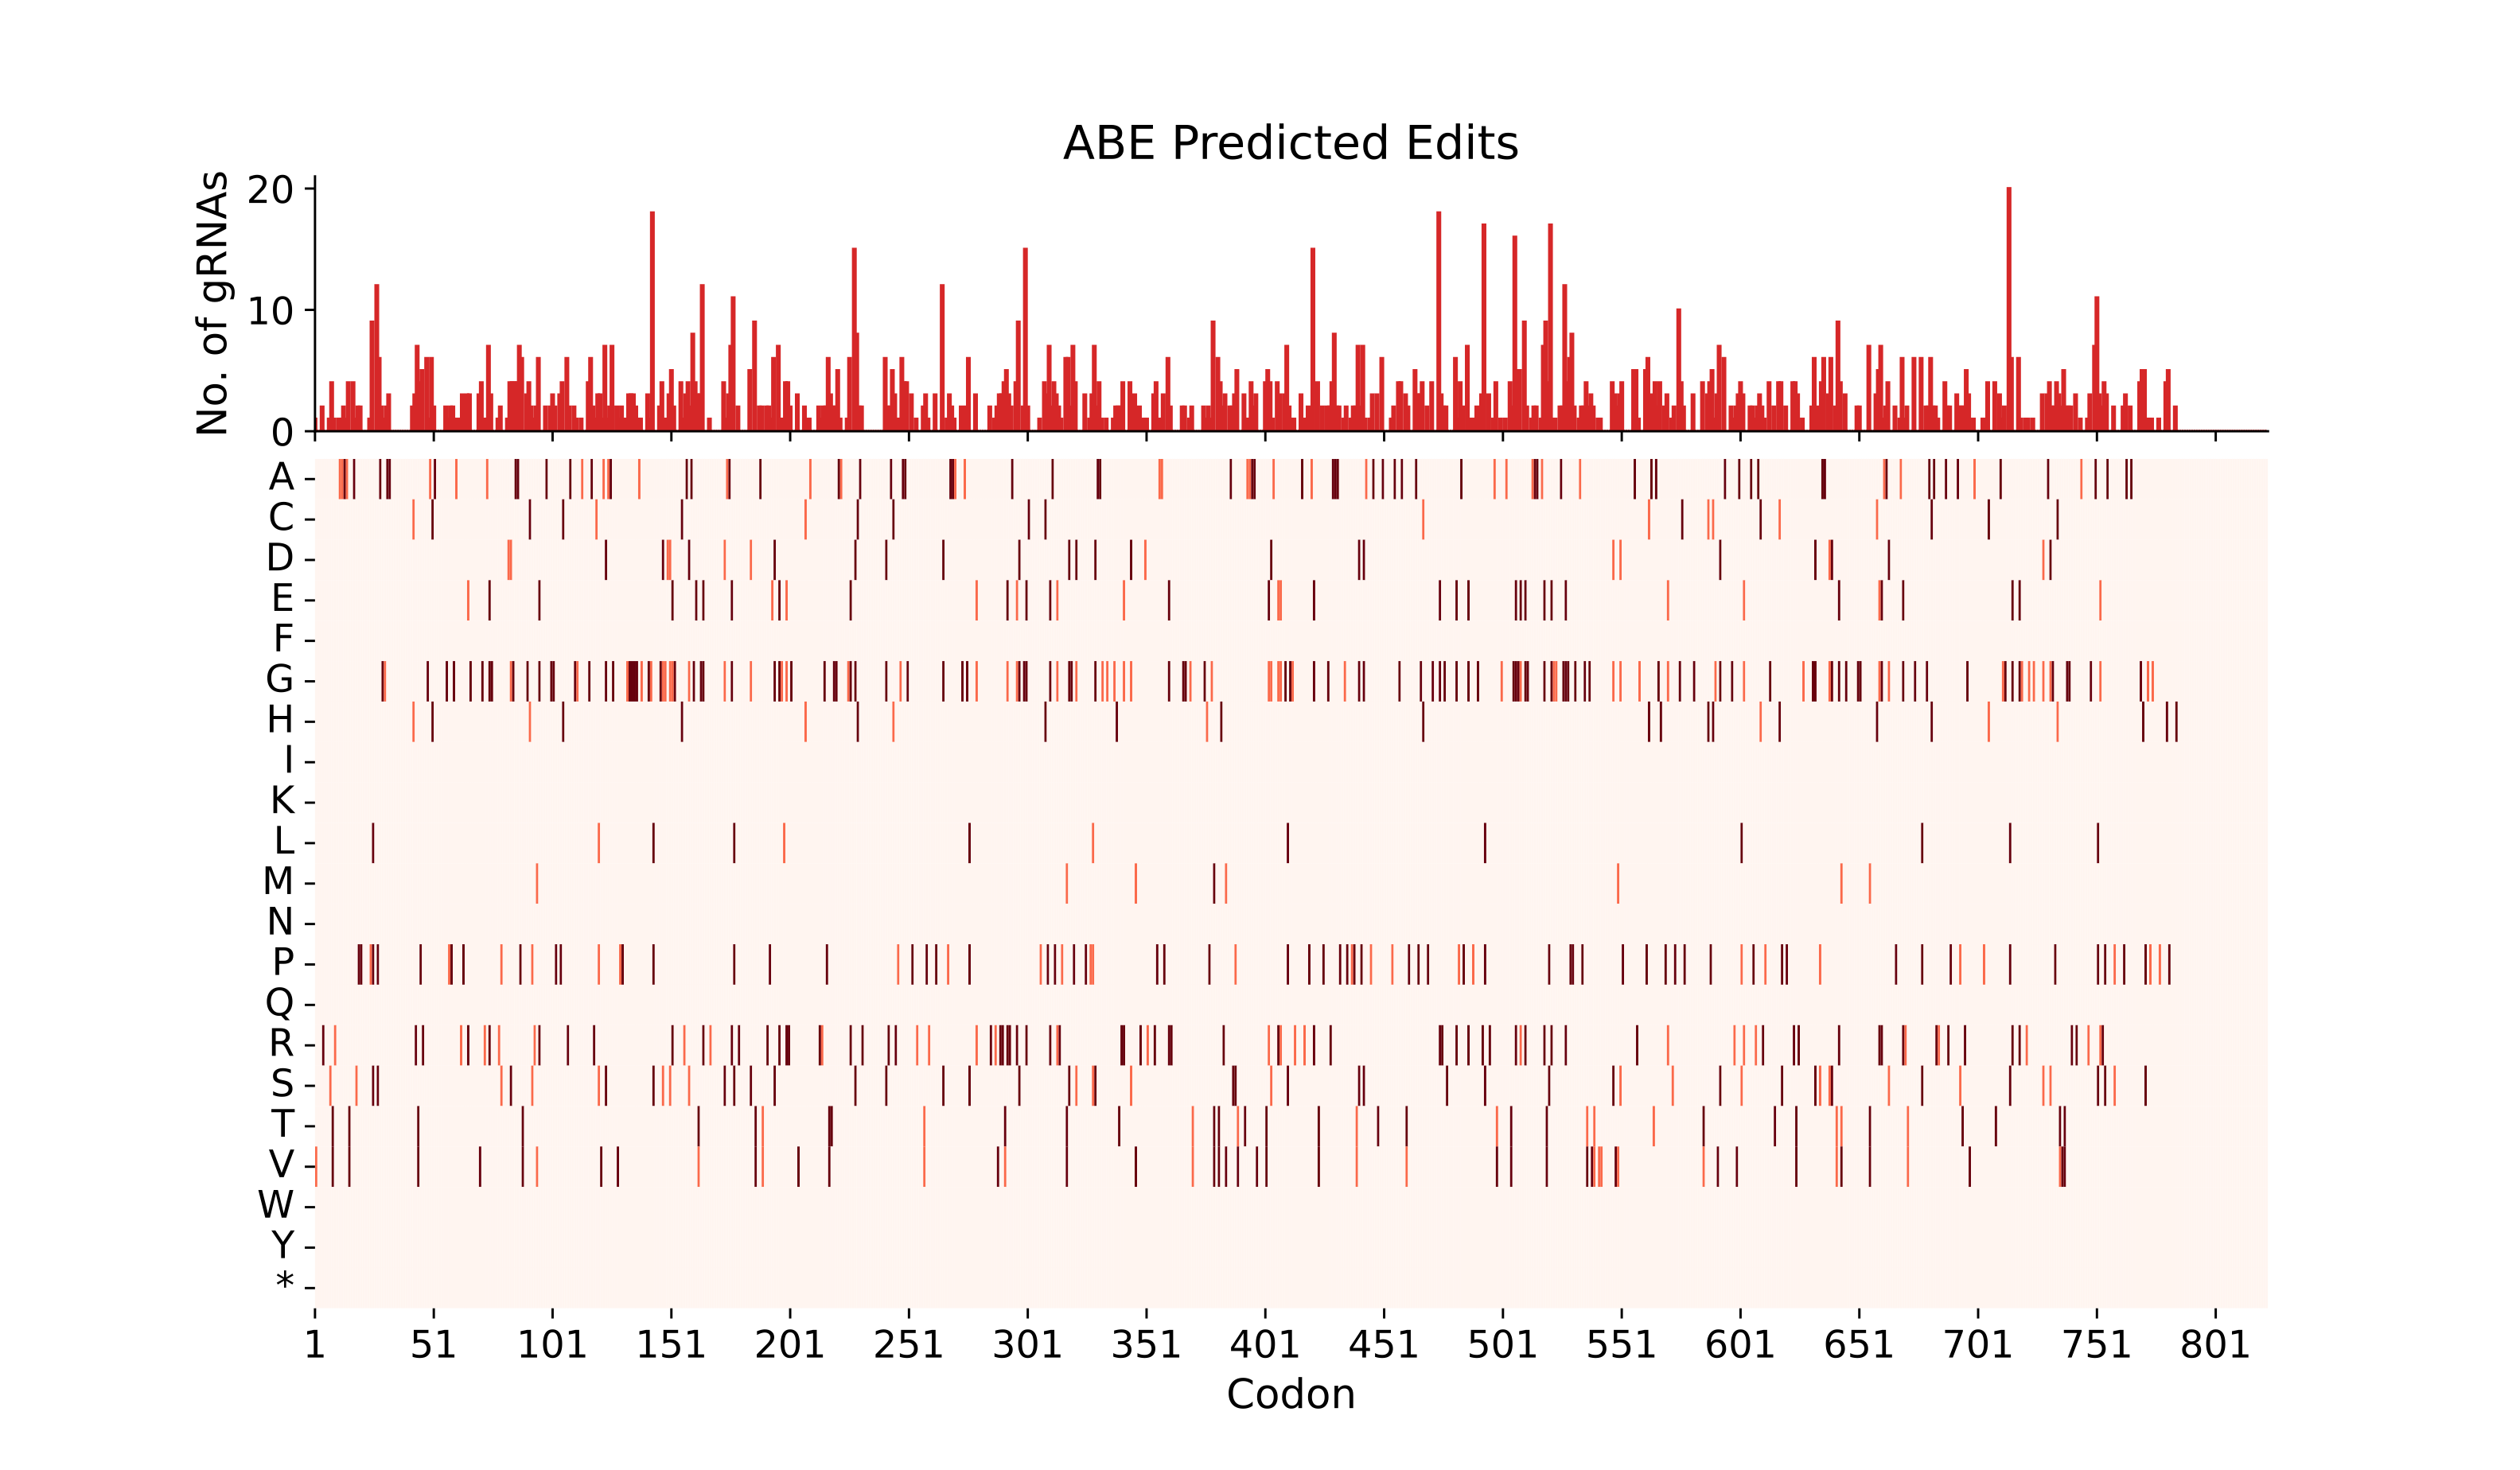 ABE Predicted Edits
No. of gRNAs
20
10
0
A
C
D
E
F
G
H
I
K
L
M
N
P
Q
R
S
T
V
W
Y
*
1 51 101 151 201 251 301 351 401 451 501 551 601 651 701 751 801
Codon